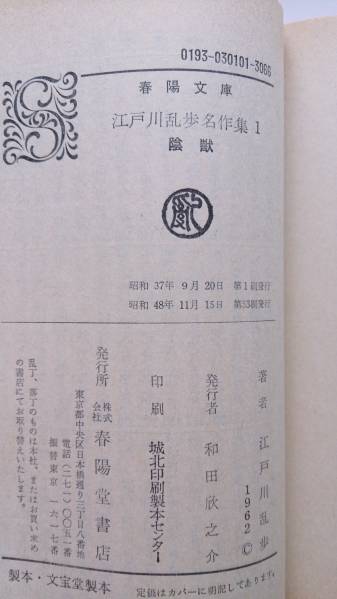 0193-030101-3066
春陽文庫
江戸川乱歩名作集 1
陰獣
乱
昭和 37年 9月 20日 第1刷発行
昭和 48年 11月 15日 第33刷発行
著者 江戸川乱歩
1962©
発行者 和田欣之介
印刷 城北印刷製本センター
発行所 株式会社 春陽堂書店
東京都中央区日本橋通り三丁目八番地
電話(二七一)〇〇五一番
振替東京 一六一七番
乱丁、落丁のものは本社、またはお買い求め
の書店にてお取り替えいたします。
製本・文宝堂製本
定価はカバーに明記してあります。